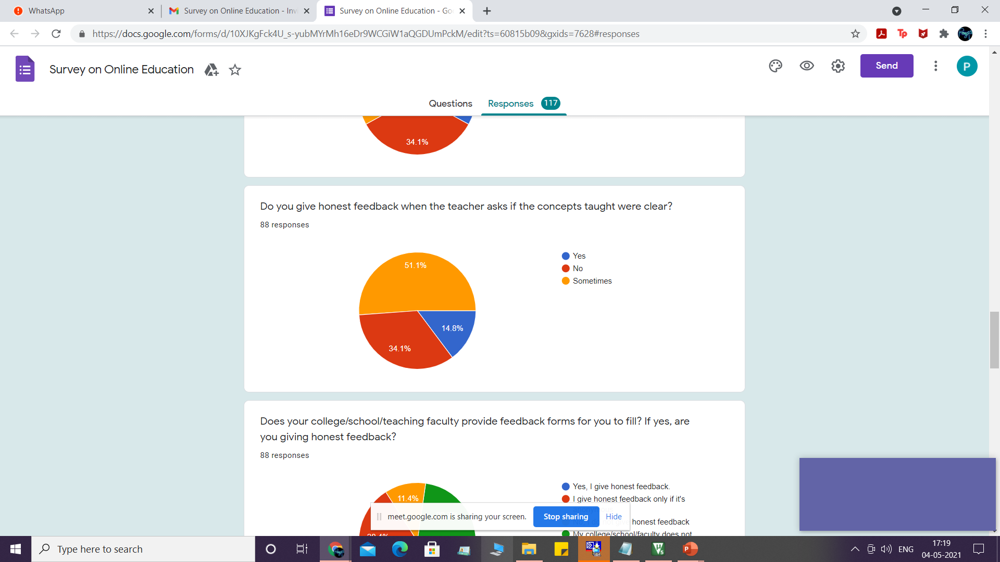 WhatsApp
Survey on Online Education - Inv
Survey on Online Education - Go
https://docs.google.com/forms/d/10XJKgFck4U_s-yubMYrMh16eDr9WCGiW1aQGDUmPckM/edit?ts=60815b09&gxids=7628#responses
Survey on Online Education
Send
P
Questions
Responses 117
34.1%
Do you give honest feedback when the teacher asks if the concepts taught were clear?
88 responses
51.1%
14.8%
34.1%
Yes
No
Sometimes
Does your college/school/teaching faculty provide feedback forms for you to fill? If yes, are
you giving honest feedback?
88 responses
11.4%
Yes, I give honest feedback.
I give honest feedback only if it's
honest feedback
My college/school/faculty does not
meet.google.com is sharing your screen.
Stop sharing
Hide
Type here to search
ENG
17:19
04-05-2021